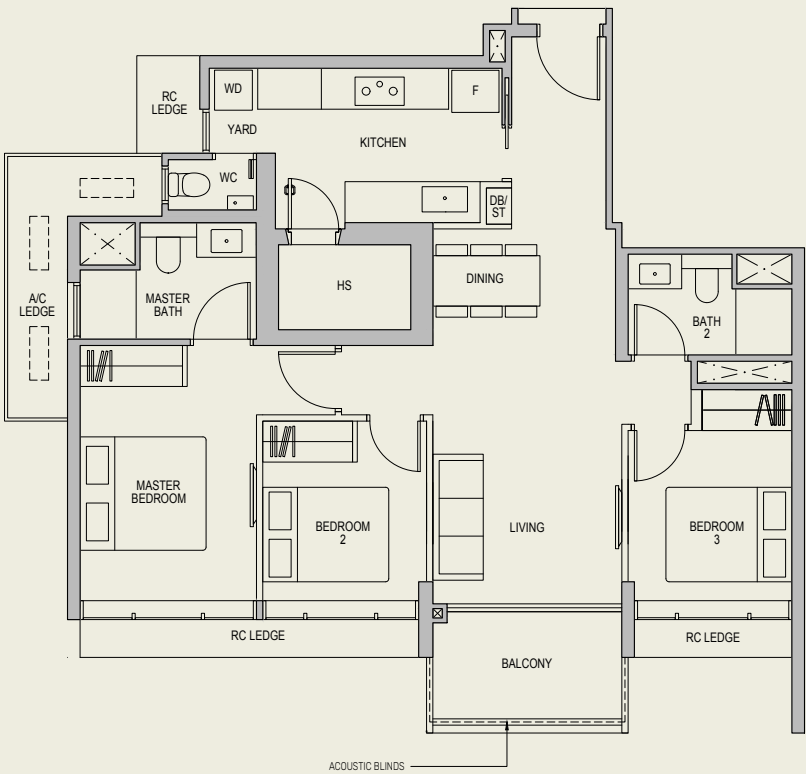 RC
LEDGE
WD
F
YARD
KITCHEN
WC
DB/
ST
A/C
LEDGE
MASTER
BATH
HS
DINING
BATH
2
MASTER
BEDROOM
BEDROOM
2
LIVING
BEDROOM
3
RC LEDGE
RC LEDGE
BALCONY
ACOUSTIC BLINDS